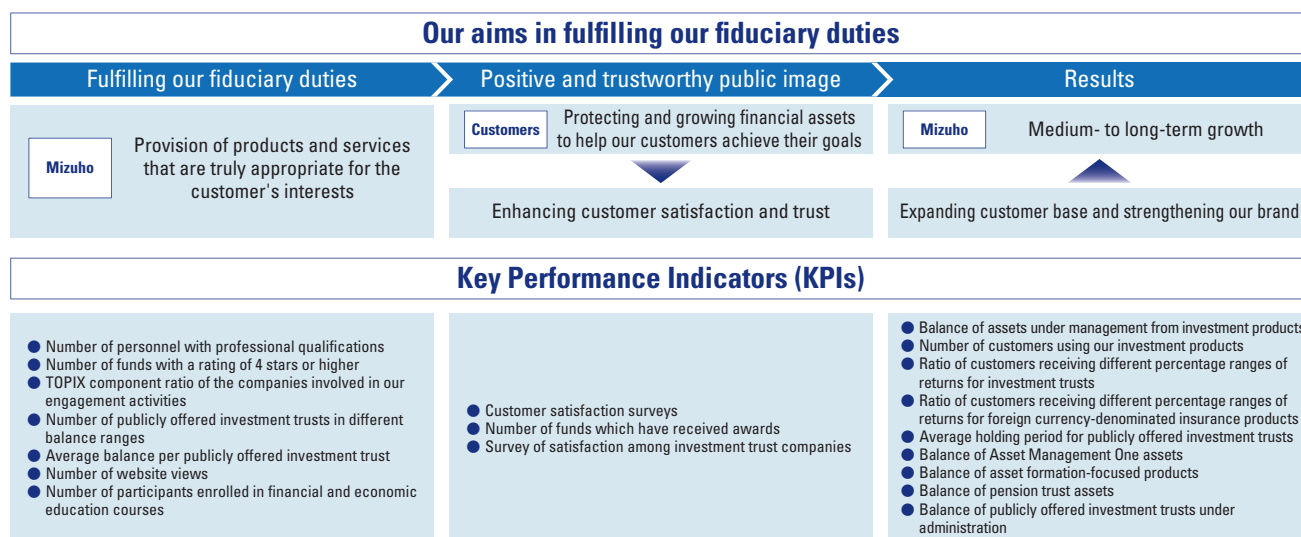 Our aims in fulfilling our fiduciary duties
Fulfilling our fiduciary duties
Positive and trustworthy public image
Results
Mizuho
Provision of products and services
that are truly appropriate for the
customer's interests
Customers
Protecting and growing financial assets
to help our customers achieve their goals
Enhancing customer satisfaction and trust
Mizuho
Medium- to long-term growth
Expanding customer base and strengthening our brand
Key Performance Indicators (KPIs)
● Number of personnel with professional qualifications
● Number of funds with a rating of 4 stars or higher
● TOPIX component ratio of the companies involved in our
engagement activities
● Number of publicly offered investment trusts in different
balance ranges
● Average balance per publicly offered investment trust
● Number of website views
● Number of participants enrolled in financial and economic
education courses
● Customer satisfaction surveys
● Number of funds which have received awards
● Survey of satisfaction among investment trust companies
● Balance of assets under management from investment products
● Number of customers using our investment products
● Ratio of customers receiving different percentage ranges of
returns for investment trusts
● Ratio of customers receiving different percentage ranges of
returns for foreign currency-denominated insurance products
● Average holding period for publicly offered investment trusts
● Balance of Asset Management One assets
● Balance of asset formation-focused products
● Balance of pension trust assets
● Balance of publicly offered investment trusts under
administration